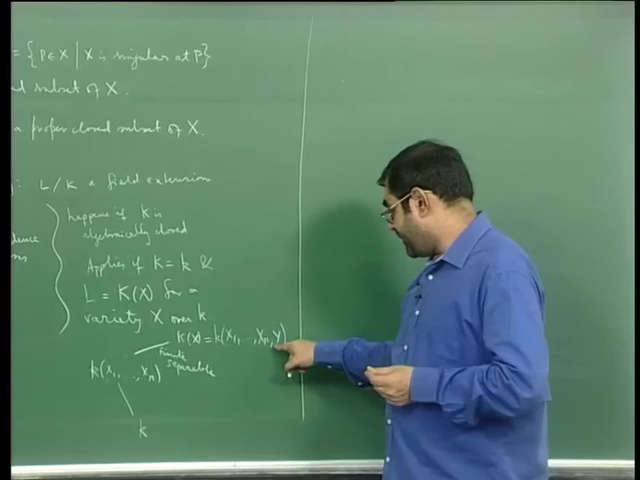 = {P∈X | X is singular at P}
d subset of X.
a proper closed subset of X.
: L/K a field extension
happens if K is
algebraically closed
dence
Applies if K = k &
L = K(X) for a
variety X over k
K(X) = k(X₁, ..., Xₙ, y)
finite
separable
k(X₁, ..., Xₙ)
k